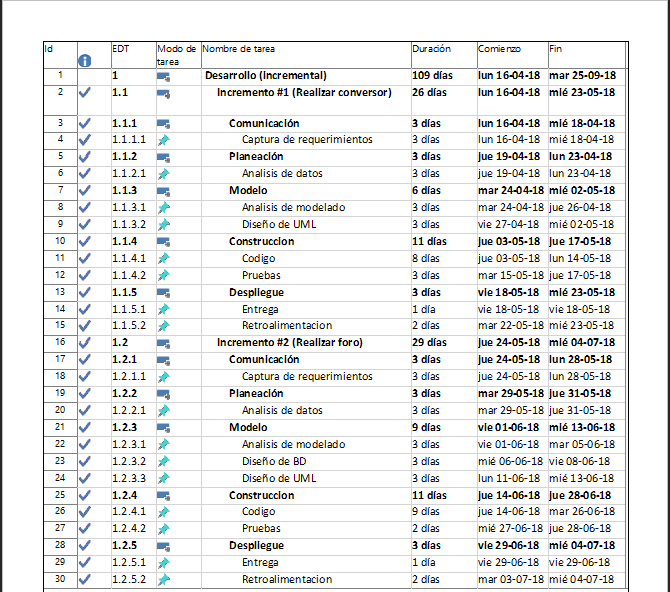 Id EDT Modo de tarea Nombre de tarea Duración Comienzo Fin
1 1 Desarrollo (incremental) 109 días lun 16-04-18 mar 25-09-18
2 1.1 Incremento #1 (Realizar conversor) 26 días lun 16-04-18 mié 23-05-18
3 1.1.1 Comunicación 3 días lun 16-04-18 mié 18-04-18
4 1.1.1.1 Captura de requerimientos 3 días lun 16-04-18 mié 18-04-18
5 1.1.2 Planeación 3 días jue 19-04-18 lun 23-04-18
6 1.1.2.1 Analisis de datos 3 días jue 19-04-18 lun 23-04-18
7 1.1.3 Modelo 6 días mar 24-04-18 mié 02-05-18
8 1.1.3.1 Analisis de modelado 3 días mar 24-04-18 jue 26-04-18
9 1.1.3.2 Diseño de UML 3 días vie 27-04-18 mié 02-05-18
10 1.1.4 Construccion 11 días jue 03-05-18 jue 17-05-18
11 1.1.4.1 Codigo 8 días jue 03-05-18 lun 14-05-18
12 1.1.4.2 Pruebas 3 días mar 15-05-18 jue 17-05-18
13 1.1.5 Despliegue 3 días vie 18-05-18 mié 23-05-18
14 1.1.5.1 Entrega 1 día vie 18-05-18 vie 18-05-18
15 1.1.5.2 Retroalimentacion 2 días mar 22-05-18 mié 23-05-18
16 1.2 Incremento #2 (Realizar foro) 29 días jue 24-05-18 mié 04-07-18
17 1.2.1 Comunicación 3 días jue 24-05-18 lun 28-05-18
18 1.2.1.1 Captura de requerimientos 3 días jue 24-05-18 lun 28-05-18
19 1.2.2 Planeación 3 días mar 29-05-18 jue 31-05-18
20 1.2.2.1 Analisis de datos 3 días mar 29-05-18 jue 31-05-18
21 1.2.3 Modelo 9 días vie 01-06-18 mié 13-06-18
22 1.2.3.1 Analisis de modelado 3 días vie 01-06-18 mar 05-06-18
23 1.2.3.2 Diseño de BD 3 días mié 06-06-18 vie 08-06-18
24 1.2.3.3 Diseño de UML 3 días lun 11-06-18 mié 13-06-18
25 1.2.4 Construccion 11 días jue 14-06-18 jue 28-06-18
26 1.2.4.1 Codigo 9 días jue 14-06-18 mar 26-06-18
27 1.2.4.2 Pruebas 2 días mié 27-06-18 jue 28-06-18
28 1.2.5 Despliegue 3 días vie 29-06-18 mié 04-07-18
29 1.2.5.1 Entrega 1 día vie 29-06-18 vie 29-06-18
30 1.2.5.2 Retroalimentacion 2 días mar 03-07-18 mié 04-07-18